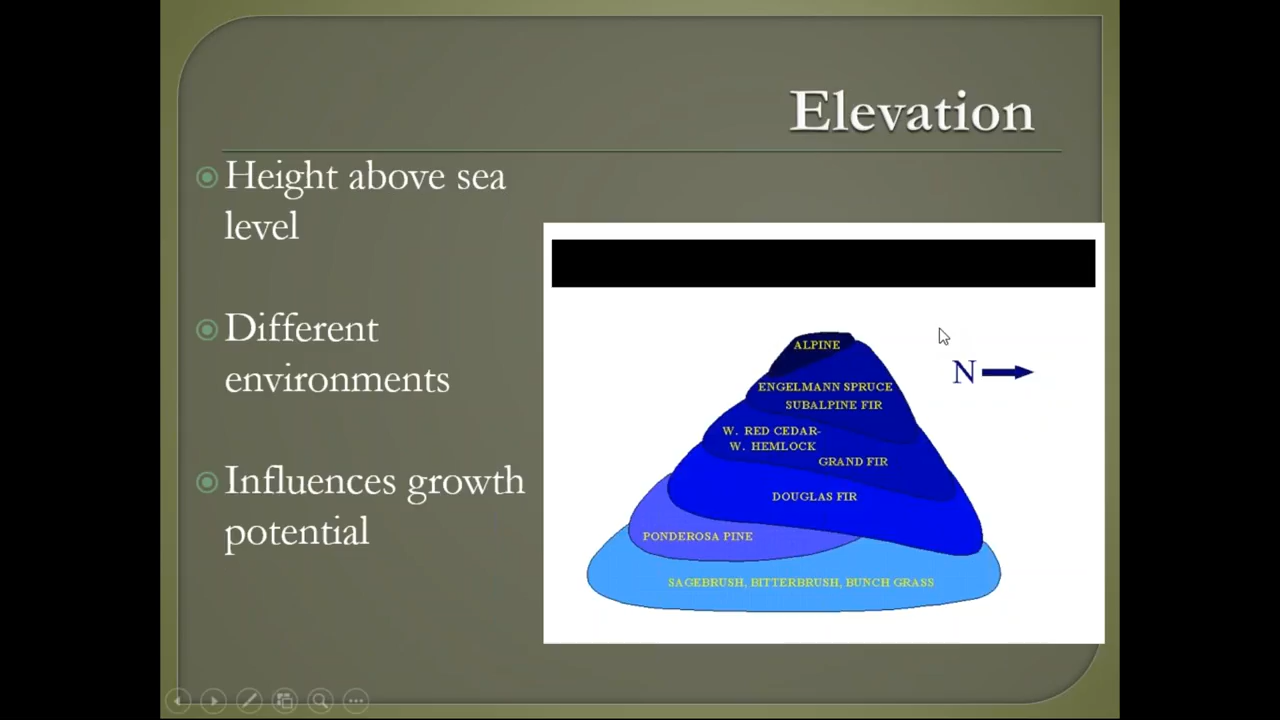 Elevation
Height above sea
level
Different
environments
Influences growth
potential
ALPINE
N
ENGELMANN SPRUCE
SUBALPINE FIR
W. RED CEDAR-
W. HEMLOCK
GRAND FIR
DOUGLAS FIR
PONDEROSA PINE
SAGEBRUSH, BITTERBRUSH, BUNCH GRASS